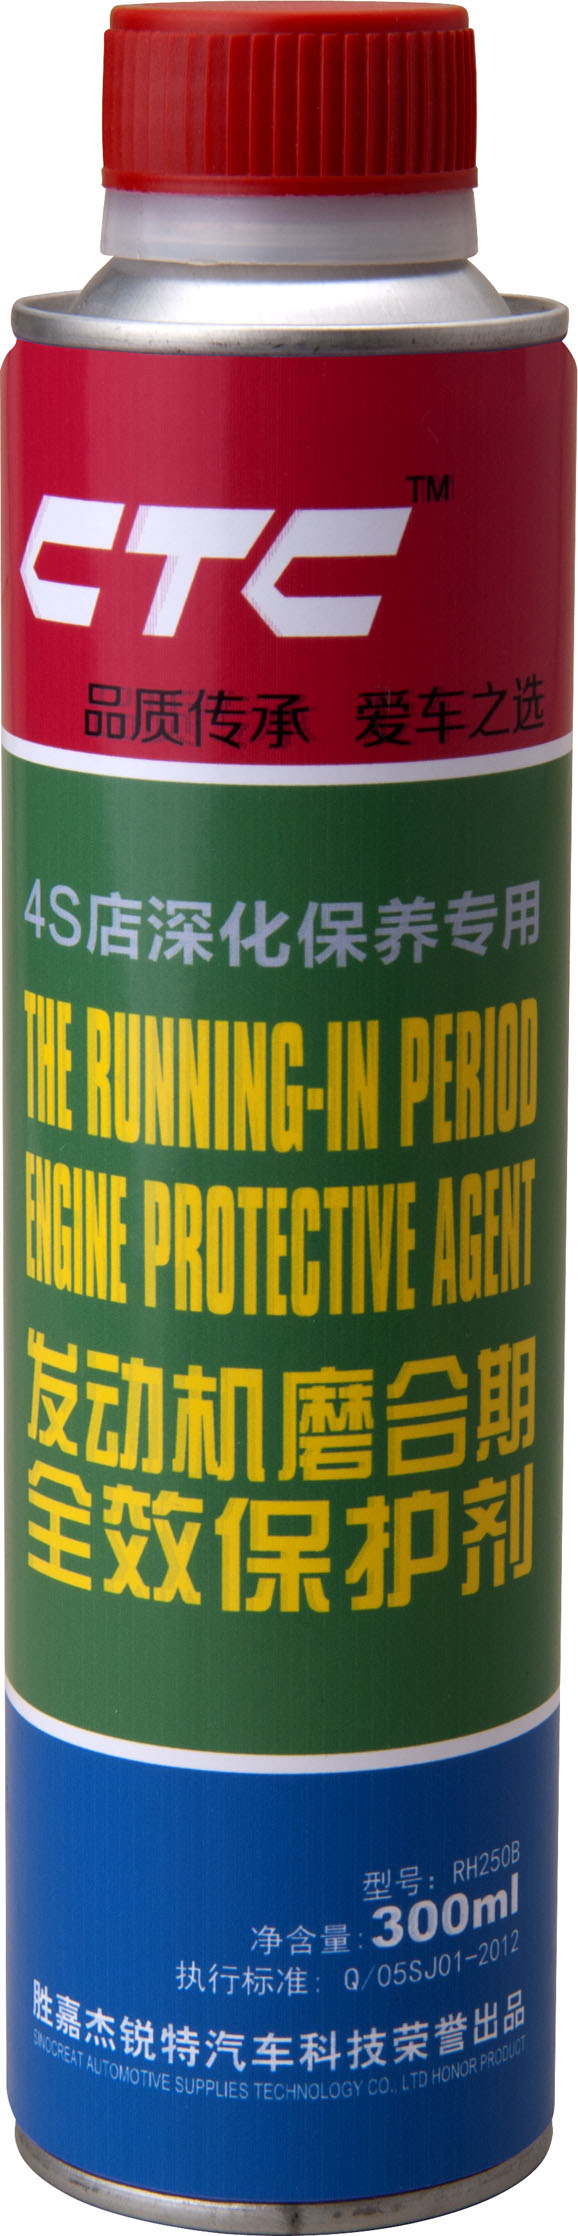 CTC™
品质传承 爱车之选
4S店深化保养专用
THE RUNNING-IN PERIOD
ENGINE PROTECTIVE AGENT
发动机磨合期
全效保护剂
型号: RH250B
净含量: 300ml
执行标准: Q/05SJ01-2012
胜嘉杰锐特汽车科技荣誉出品
SINOCREAT AUTOMOTIVE SUPPLIES TECHNOLOGY CO., LTD HONOR PRODUCT